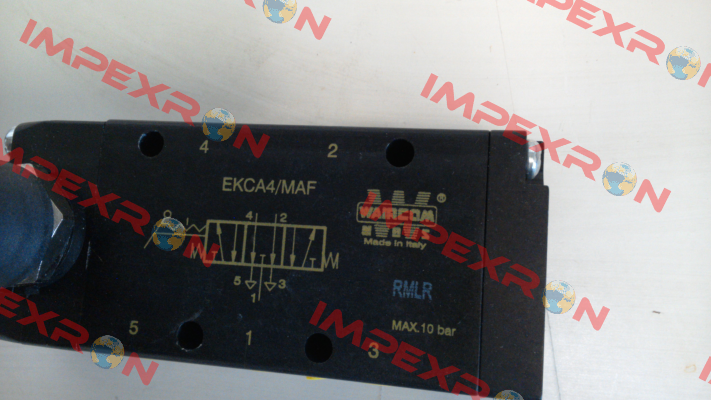 IMPEXRON
IMPEXRON
IMPEXRON
IMPEXRON
4 2
EKCA4/MAF
WAIRCOM ®
M B S
Made in Italy
4 2
5 3
1
RMLR
MAX.10 bar
5 1 3
IMPEXRON
IMPEXRON
IMPEXRON